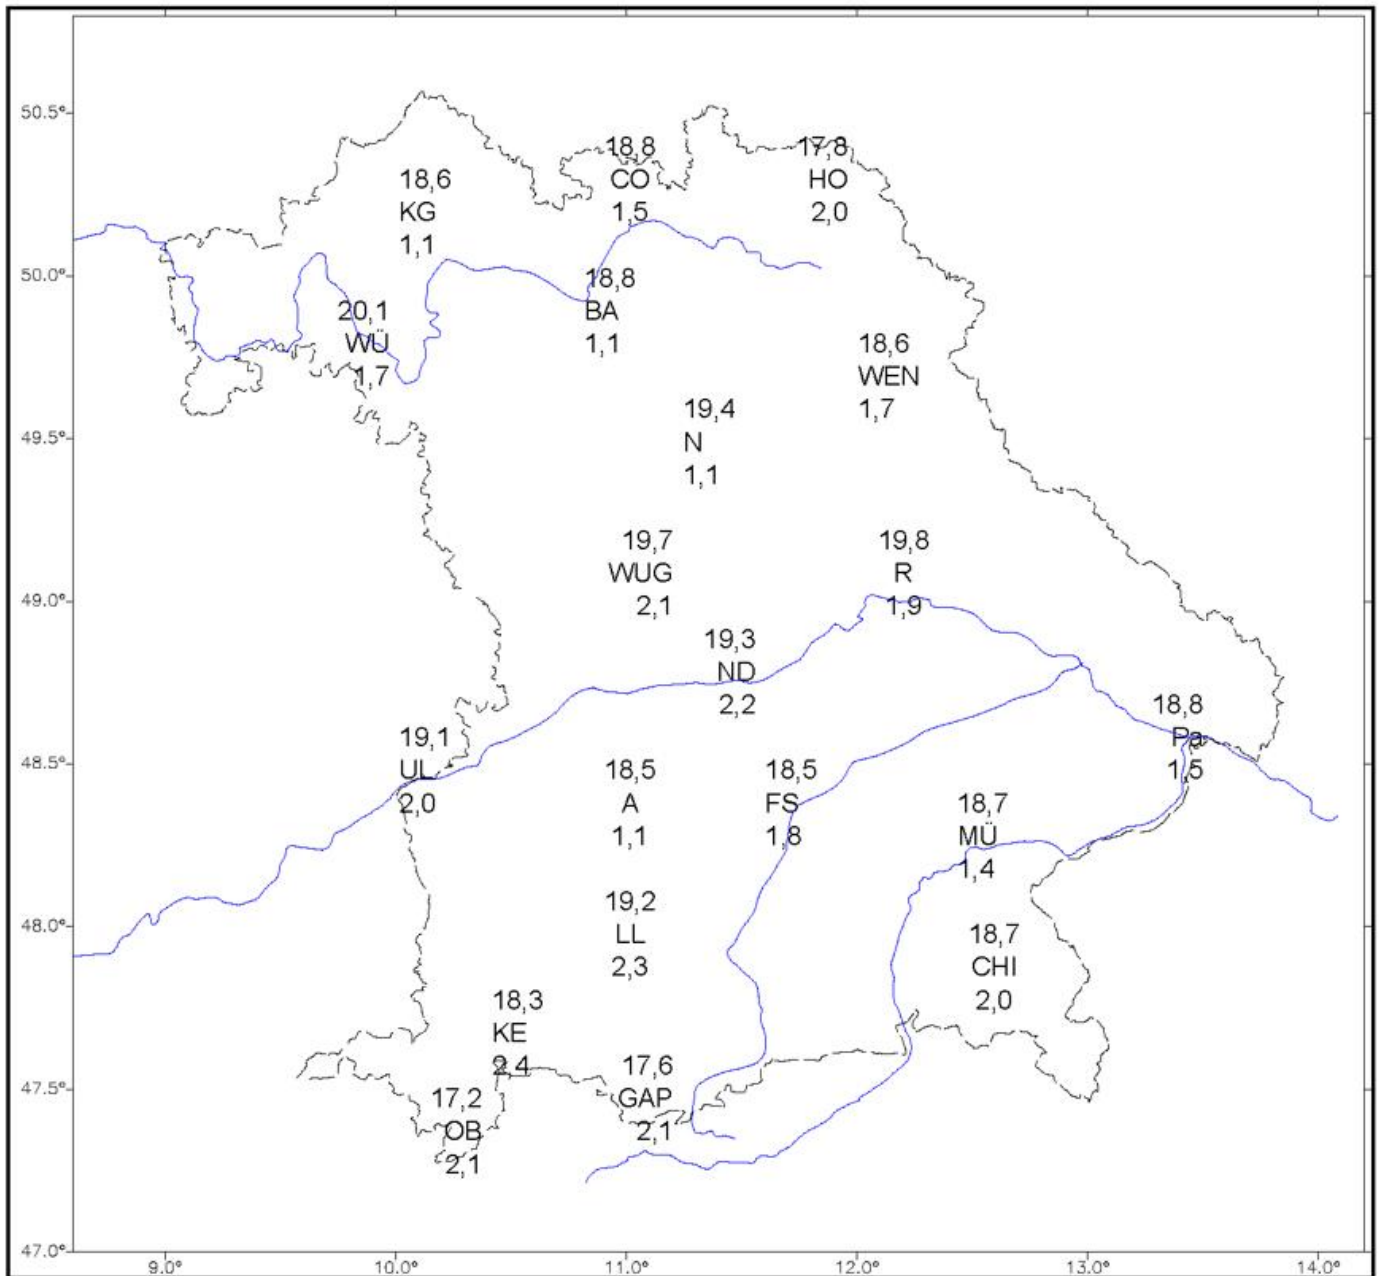 50.5°
18,8
CO
1,5
17,8
HO
2,0
18,6
KG
1,1
50.0°
18,8
BA
1,1
20,1
WÜ
1,7
18,6
WEN
1,7
49.5°
19,4
N
1,1
19,7
WUG
2,1
19,8
R
1,9
49.0°
19,3
ND
2,2
18,8
Pa
1,5
19,1
UL
2,0
48.5°
18,5
A
1,1
18,5
FS
1,8
18,7
MÜ
1,4
48.0°
19,2
LL
2,3
18,7
CHI
2,0
18,3
KE
2,4
47.5°
17,6
GAP
2,1
17,2
OB
2,1
47.0°
9.0° 10.0° 11.0° 12.0° 13.0° 14.0°